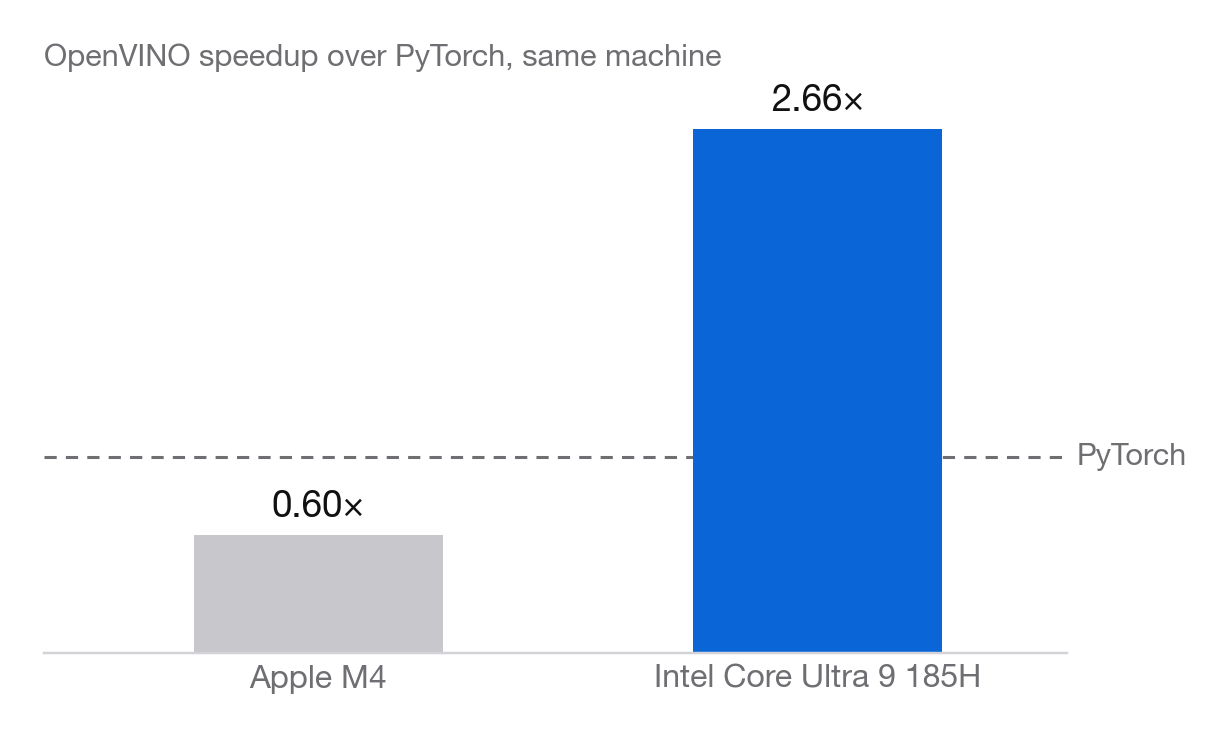 OpenVINO speedup over PyTorch, same machine
2.66×
PyTorch
0.60×
Apple M4
Intel Core Ultra 9 185H